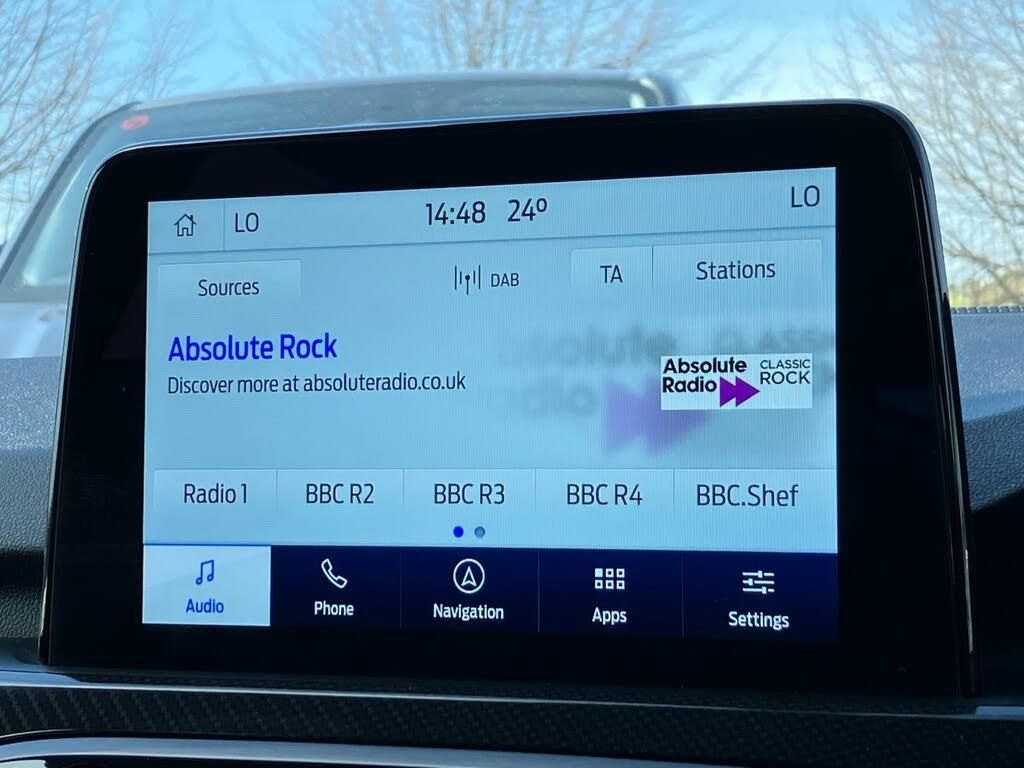 LO 14:48 24º LO
Sources DAB TA Stations
Absolute Rock
Discover more at absoluteradio.co.uk
Absolute Radio CLASSIC ROCK
Radio 1 BBC R2 BBC R3 BBC R4 BBC.Shef
Audio Phone Navigation Apps Settings